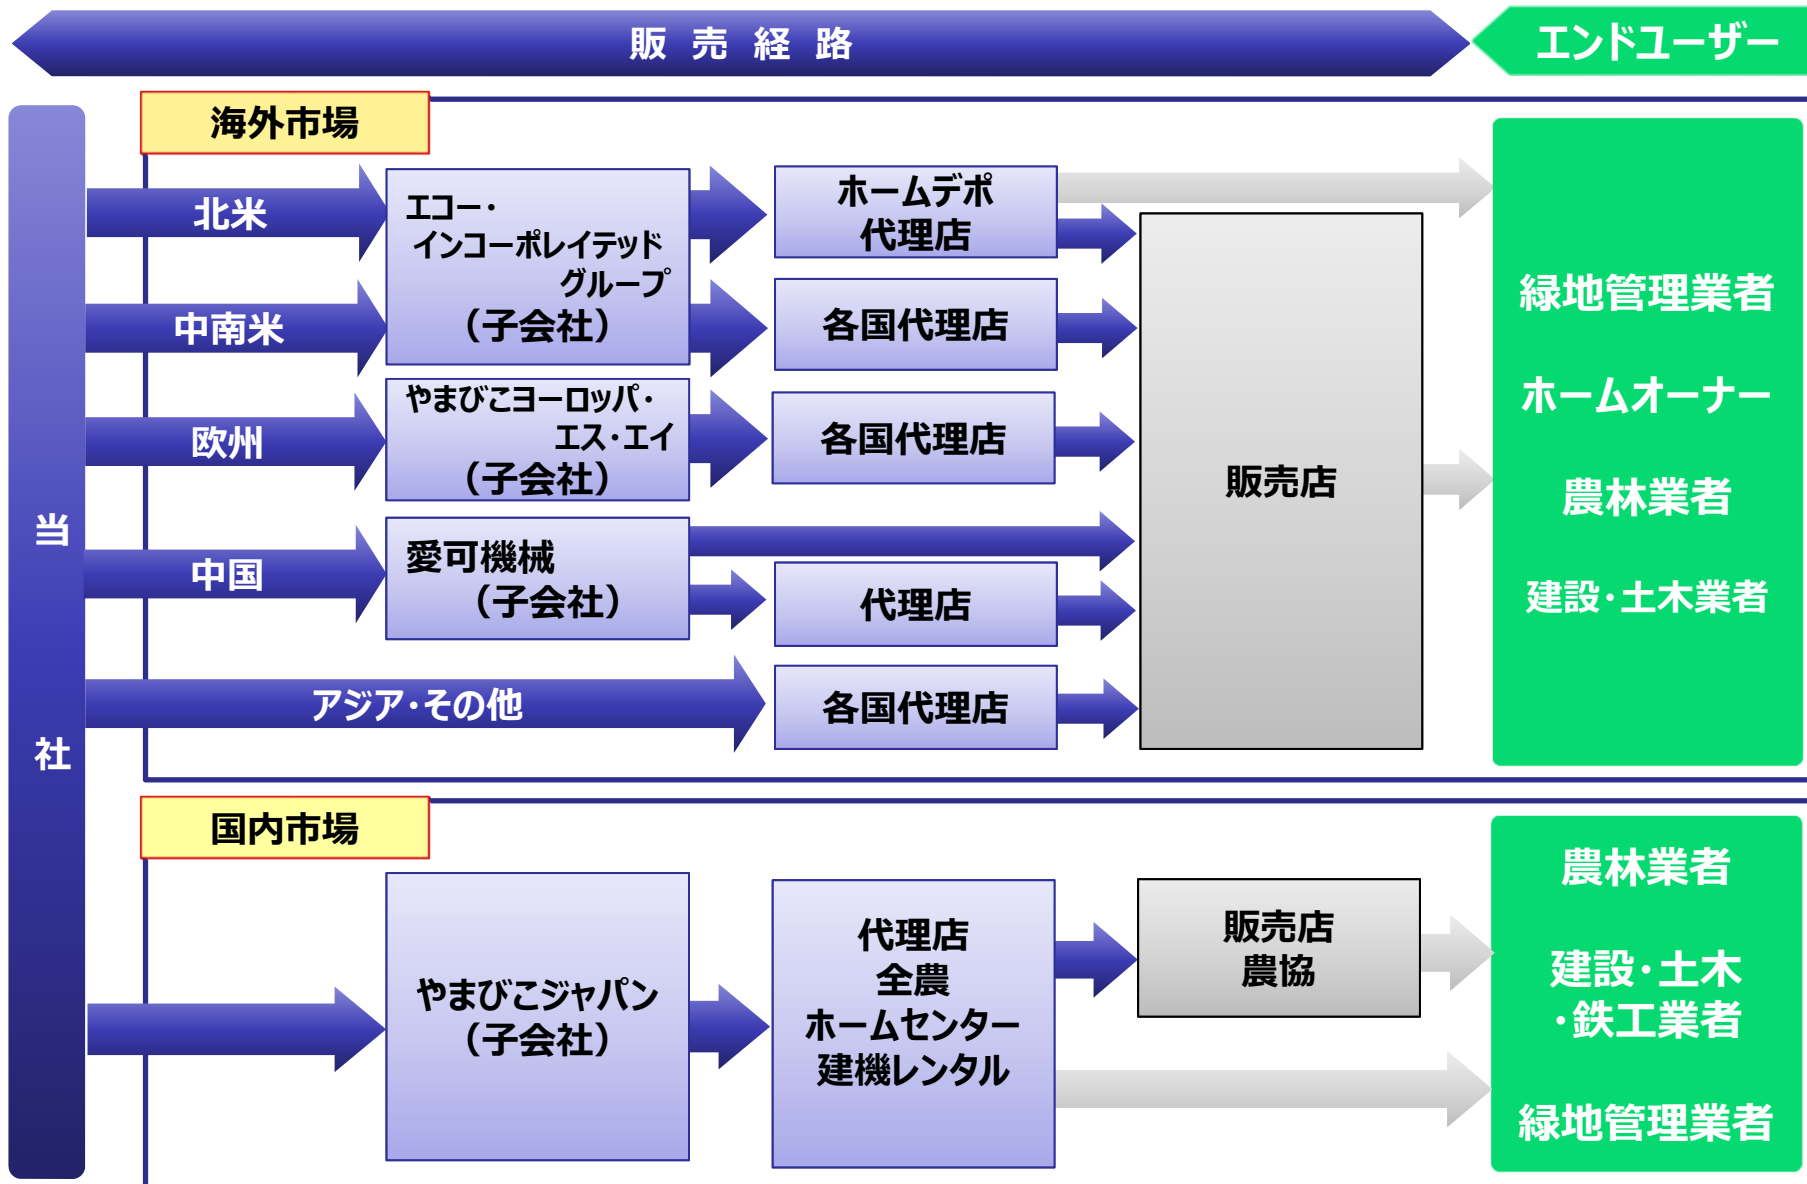 販売経路
エンドユーザー
海外市場
当社
北米
エコー・
インコーポレイテッド
グループ
（子会社）
ホームデポ
代理店
中南米
各国代理店
欧州
やまびこヨーロッパ・
エス・エイ
（子会社）
各国代理店
中国
愛可機械
（子会社）
代理店
アジア・その他
各国代理店
販売店
緑地管理業者
ホームオーナー
農林業者
建設・土木業者
国内市場
やまびこジャパン
（子会社）
代理店
全農
ホームセンター
建機レンタル
販売店
農協
農林業者
建設・土木
・鉄工業者
緑地管理業者